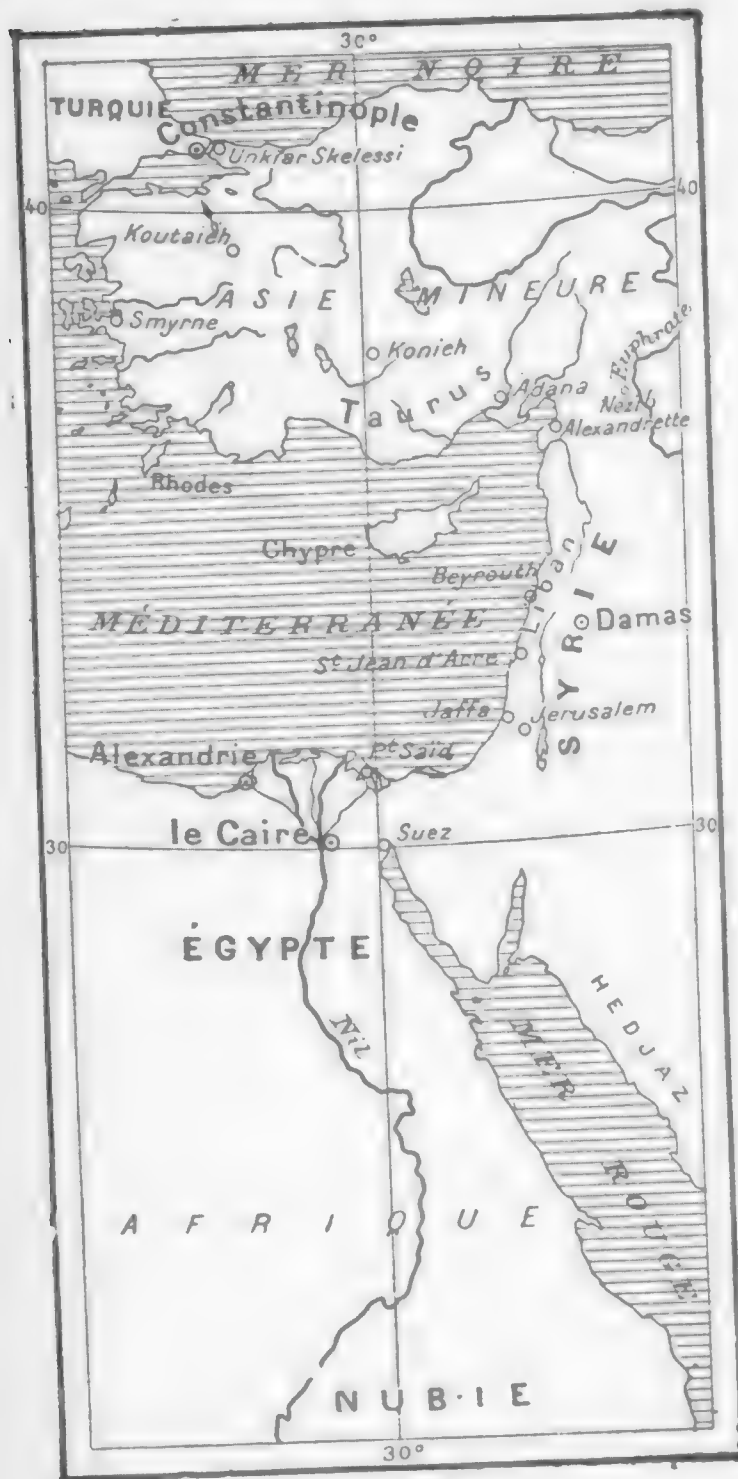 30°
MER NOIRE
TURQUIE
Constantinople
Unkiar Skelessi
40
40
Koutaieh
ASIE MINEURE
Smyrne
Konieh
Euphrate
Taurus
Adana
Nezib
Alexandrette
Rhodes
Chypre
Beyrouth
Liban
SYRIE
MÉDITERRANÉE
Damas
St Jean d'Acre
Jaffa
Jerusalem
Alexandrie
Pt Saïd
le Caire
Suez
30
30
ÉGYPTE
HEDJAZ
Nil
MER ROUGE
AFRIQUE
NUBIE
30°